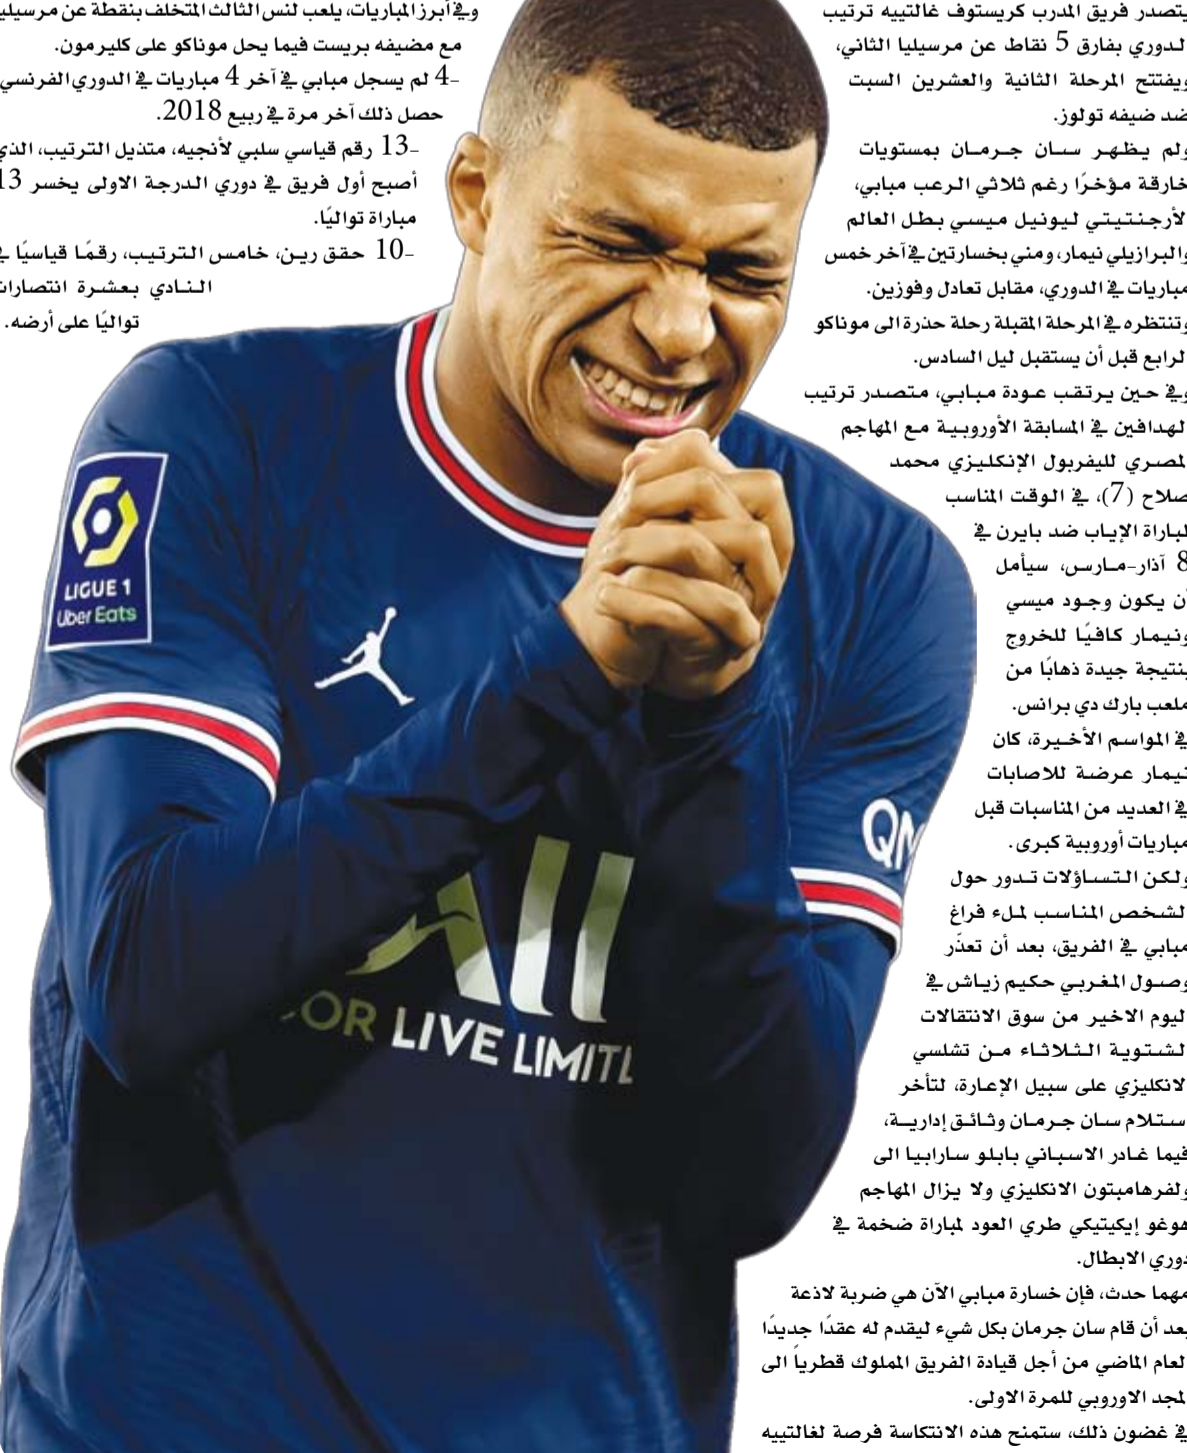 يتصدر فريق المدرب كريستوف غالتييه ترتيب
الدوري بفارق 5 نقاط عن مرسيليا الثاني،
ويفتتح المرحلة الثانية والعشرين السبت
ضد ضيفه تولوز.
ولم يظهر سان جرمان بمستويات
خارقة مؤخرًا رغم ثلاثي الرعب مبابي،
الأرجنتيتي ليونيل ميسي بطل العالم
والبرازيلي نيمار، ومني بخسارتين في آخر خمس
مباريات في الدوري، مقابل تعادل وفوزين.
وتنتظره في المرحلة المقبلة رحلة حذرة الى موناكو
الرابع قبل أن يستقبل ليل السادس.
وفي حين يرتقب عودة مبابي، متصدر ترتيب
الهدافين في المسابقة الأوروبية مع المهاجم
المصري لليفربول الإنكليزي محمد
صلاح (7)، في الوقت المناسب
لمباراة الإياب ضد بايرن في
8 آذار-مارس، سيأمل
أن يكون وجود ميسي
ونيمار كافيًا للخروج
بنتيجة جيدة ذهابًا من
ملعب بارك دي برانس.
في المواسم الأخيرة، كان
نيمار عرضة للاصابات
في العديد من المناسبات قبل
مباريات أوروبية كبرى.
ولكن التساؤلات تدور حول
الشخص المناسب لملء فراغ
مبابي في الفريق، بعد أن تعذّر
وصول المغربي حكيم زياش في
اليوم الاخير من سوق الانتقالات
الشتوية الثلاثاء من تشلسي
الانكليزي على سبيل الإعارة، لتأخر
استلام سان جرمان وثائق إدارية،
فيما غادر الاسباني بابلو سارابيا الى
ولفرهامبتون الانكليزي ولا يزال المهاجم
هوغو إيكيتيكي طري العود لمباراة ضخمة في
دوري الابطال.
مهما حدث، فإن خسارة مبابي الآن هي ضربة لاذعة
بعد أن قام سان جرمان بكل شيء ليقدم له عقدًا جديدًا
العام الماضي من أجل قيادة الفريق المملوك قطرياً الى
المجد الاوروبي للمرة الاولى.
في غضون ذلك، ستمنح هذه الانتكاسة فرصة لغالتييه
وفي أبرز المباريات، يلعب لنس الثالث المتخلف بنقطة عن مرسيليا
مع مضيفه بريست فيما يحل موناكو على كليرمون.
-4 لم يسجل مبابي في آخر 4 مباريات في الدوري الفرنسي
حصل ذلك آخر مرة في ربيع 2018.
-13 رقم قياسي سلبي لأنجيه، متذيل الترتيب، الذي
أصبح أول فريق في دوري الدرجة الاولى يخسر 13
مباراة تواليًا.
-10 حقق رين، خامس الترتيب، رقمًا قياسيًا في
النادي بعشرة انتصارات
تواليًا على أرضه.
LIGUE 1
Uber Eats
QN
ALL
OR LIVE LIMITL